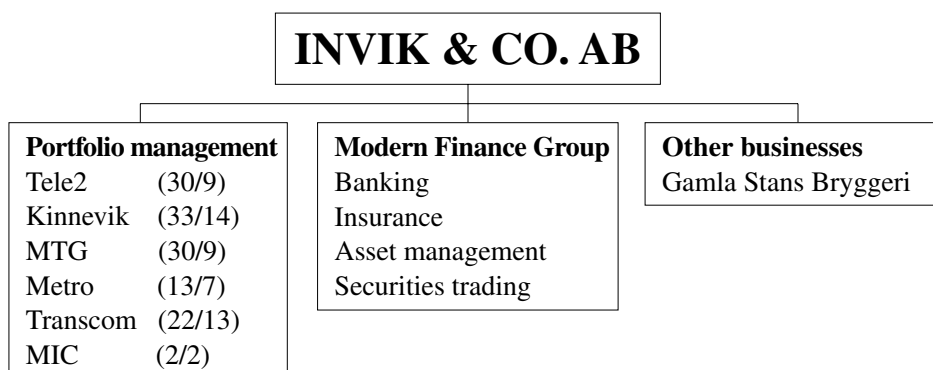 INVIK & CO. AB
Portfolio management
Tele2 (30/9)
Kinnevik (33/14)
MTG (30/9)
Metro (13/7)
Transcom (22/13)
MIC (2/2)
Modern Finance Group
Banking
Insurance
Asset management
Securities trading
Other businesses
Gamla Stans Bryggeri